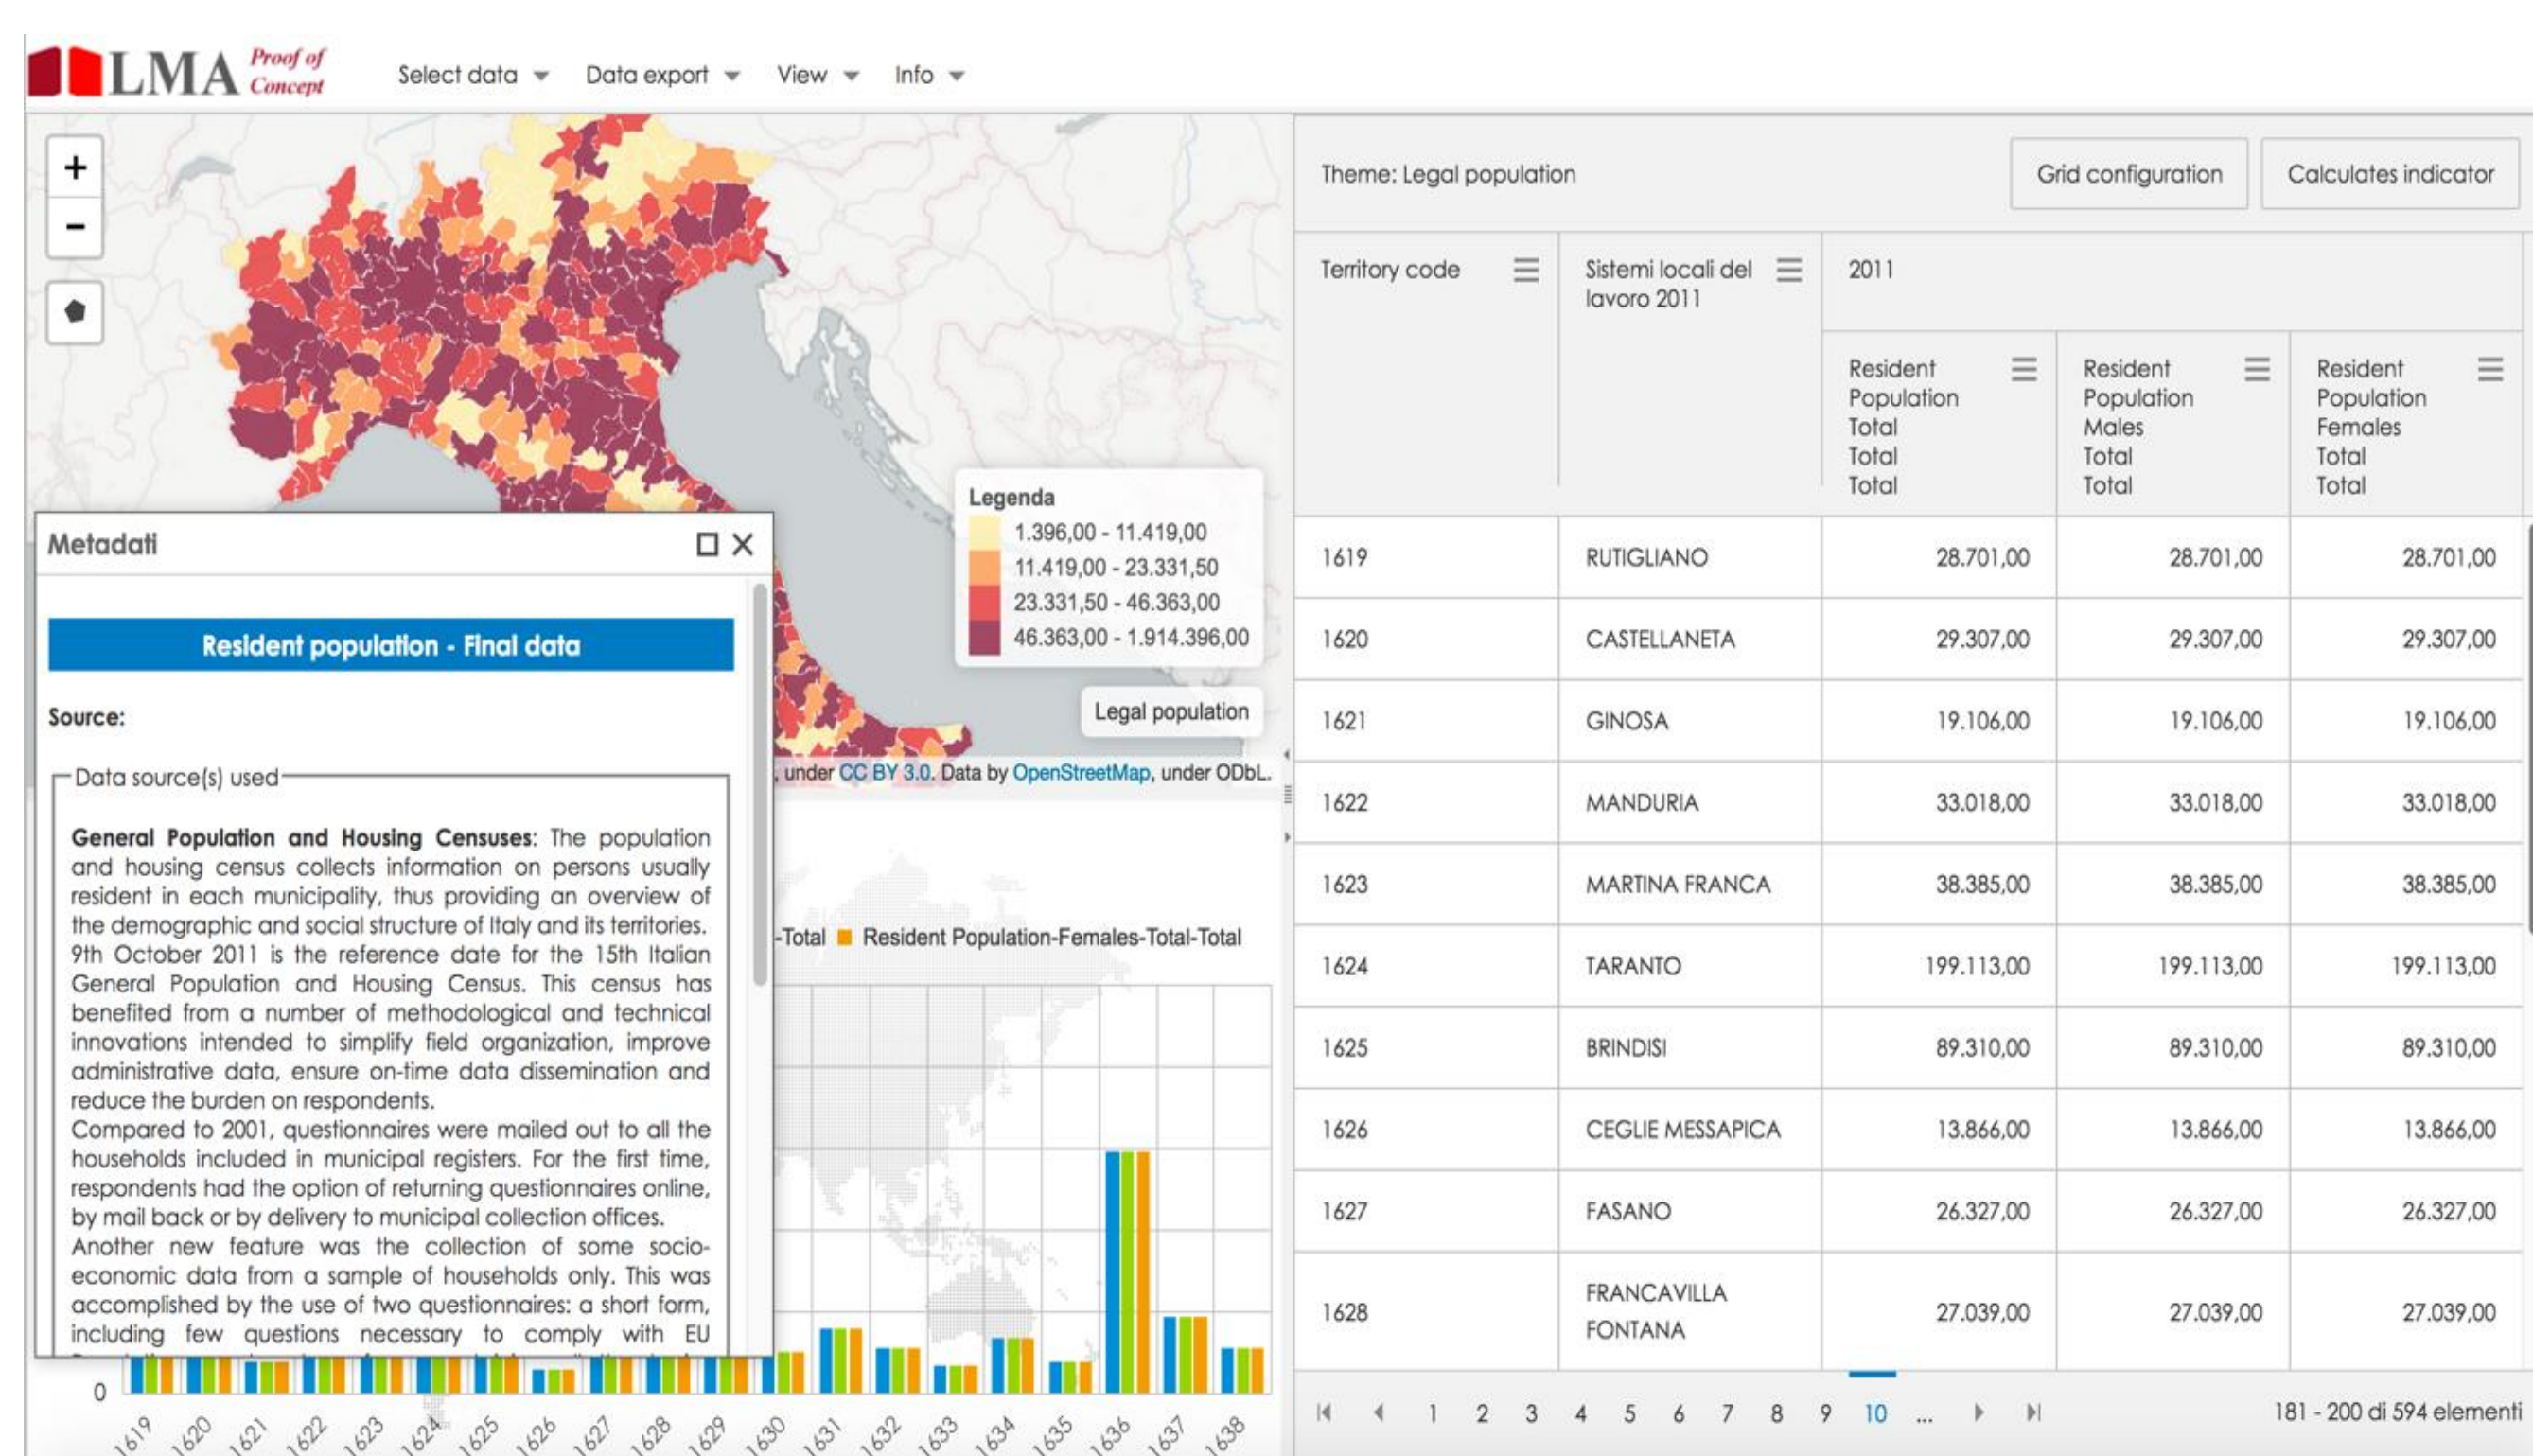 LMA Proof of
Concept
Select data
Data export
View
Info
+
−
Legenda
1.396,00 - 11.419,00
11.419,00 - 23.331,50
23.331,50 - 46.363,00
46.363,00 - 1.914.396,00
Legal population
, under CC BY 3.0. Data by OpenStreetMap, under ODbL.
Metadati
Resident population - Final data
Source:
Data source(s) used
General Population and Housing Censuses: The population
and housing census collects information on persons usually
resident in each municipality, thus providing an overview of
the demographic and social structure of Italy and its territories.
9th October 2011 is the reference date for the 15th Italian
General Population and Housing Census. This census has
benefited from a number of methodological and technical
innovations intended to simplify field organization, improve
administrative data, ensure on-time data dissemination and
reduce the burden on respondents.
Compared to 2001, questionnaires were mailed out to all the
households included in municipal registers. For the first time,
respondents had the option of returning questionnaires online,
by mail back or by delivery to municipal collection offices.
Another new feature was the collection of some socio-
economic data from a sample of households only. This was
accomplished by the use of two questionnaires: a short form,
including few questions necessary to comply with EU
-Total Resident Population-Females-Total-Total
0
1619 1620 1621 1622 1623 1624 1625 1626 1627 1628 1629 1630 1631 1632 1633 1634 1635 1636 1637 1638
Theme: Legal population
Grid configuration
Calculates indicator
Territory code
Sistemi locali del
lavoro 2011
2011
Resident
Population
Total
Total
Total
Resident
Population
Males
Total
Total
Resident
Population
Females
Total
Total
1619 RUTIGLIANO 28.701,00 28.701,00 28.701,00
1620 CASTELLANETA 29.307,00 29.307,00 29.307,00
1621 GINOSA 19.106,00 19.106,00 19.106,00
1622 MANDURIA 33.018,00 33.018,00 33.018,00
1623 MARTINA FRANCA 38.385,00 38.385,00 38.385,00
1624 TARANTO 199.113,00 199.113,00 199.113,00
1625 BRINDISI 89.310,00 89.310,00 89.310,00
1626 CEGLIE MESSAPICA 13.866,00 13.866,00 13.866,00
1627 FASANO 26.327,00 26.327,00 26.327,00
1628 FRANCAVILLA
FONTANA 27.039,00 27.039,00 27.039,00
1 2 3 4 5 6 7 8 9 10 ...
181 - 200 di 594 elementi